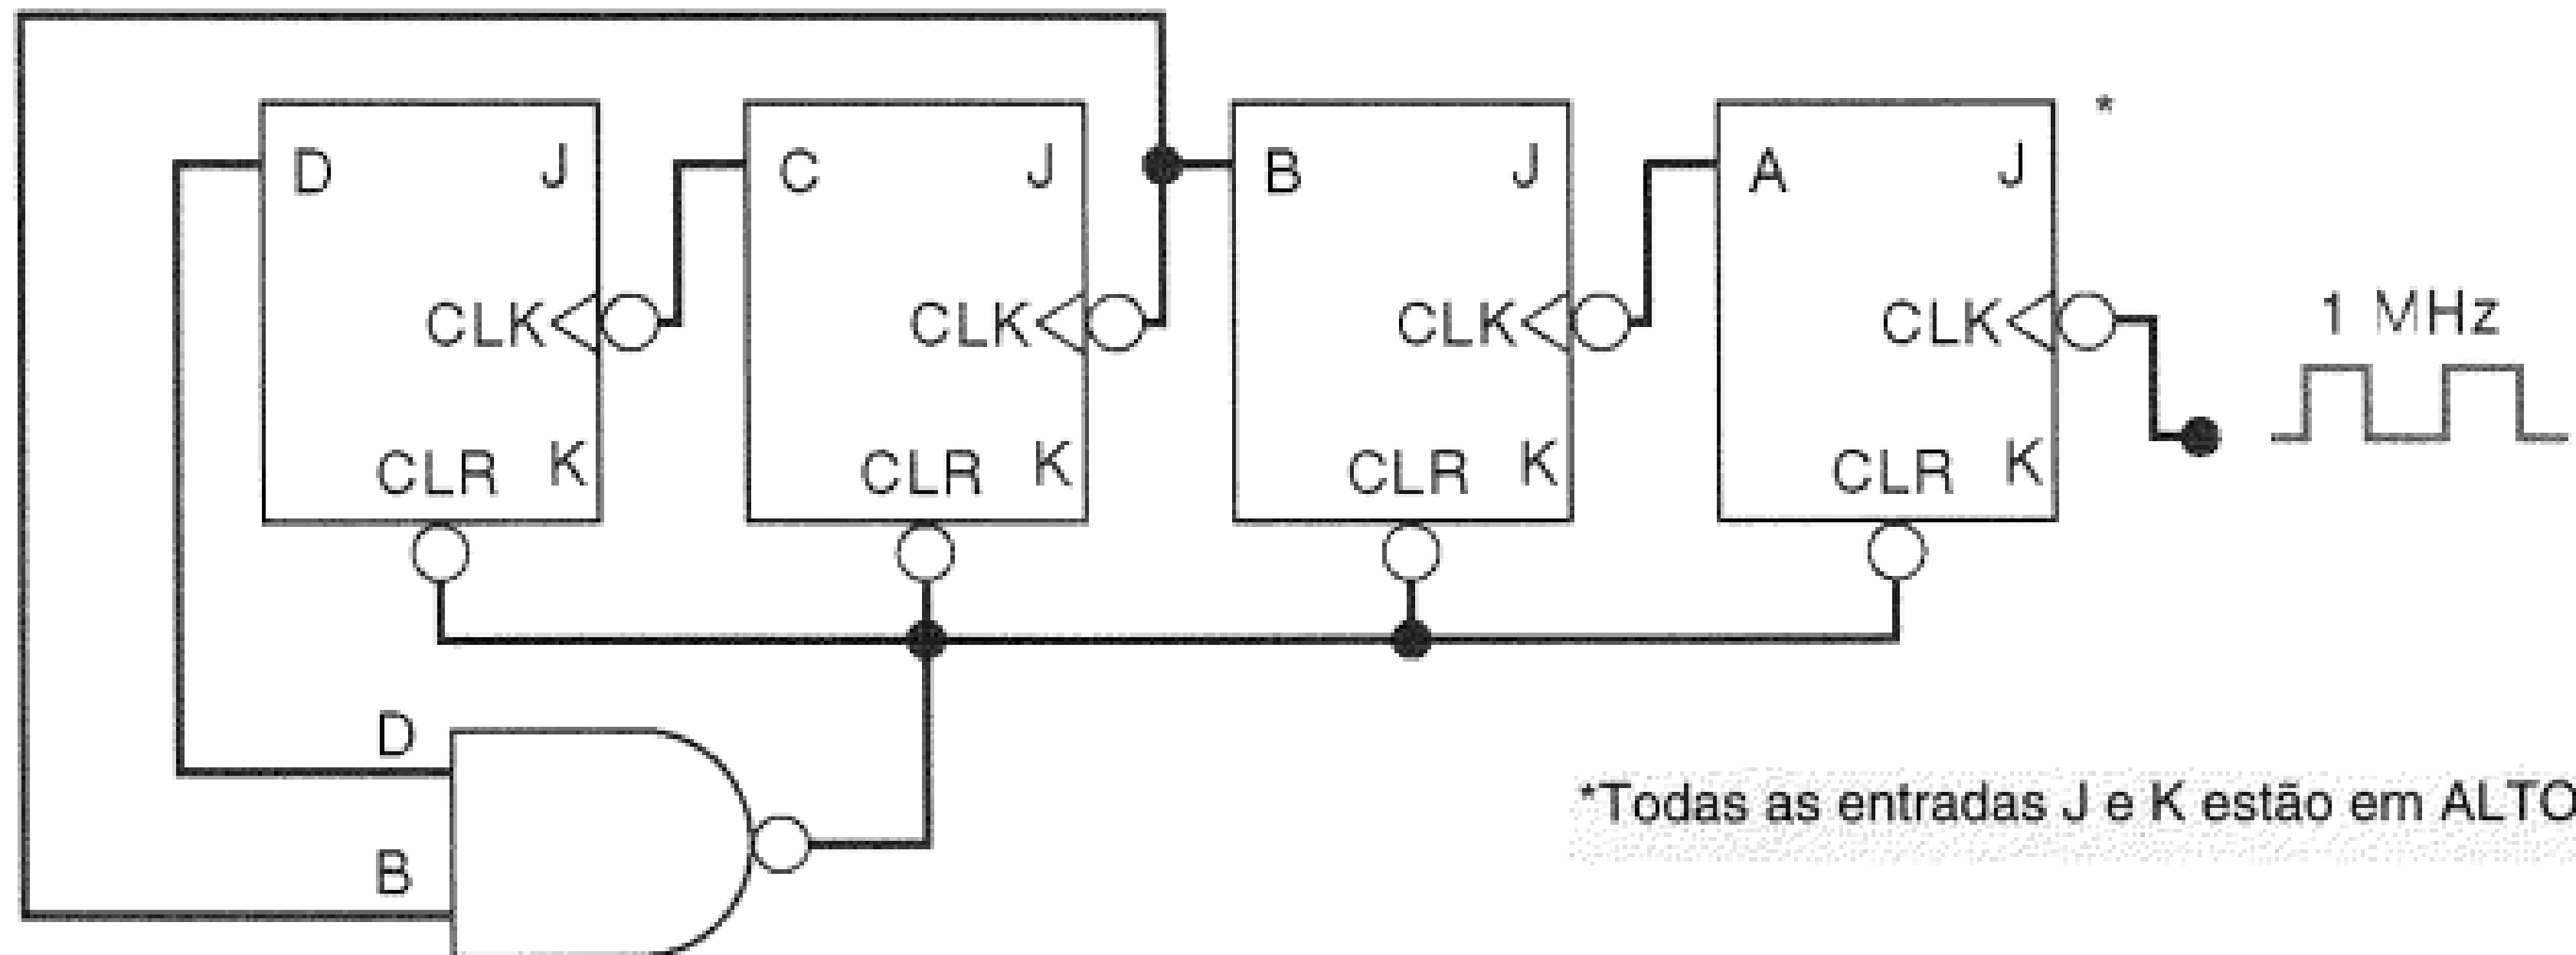 *
D J C J B J A J
CLK CLK CLK CLK 1 MHz
CLR K CLR K CLR K CLR K
D
*Todas as entradas J e K estão em ALTO
B